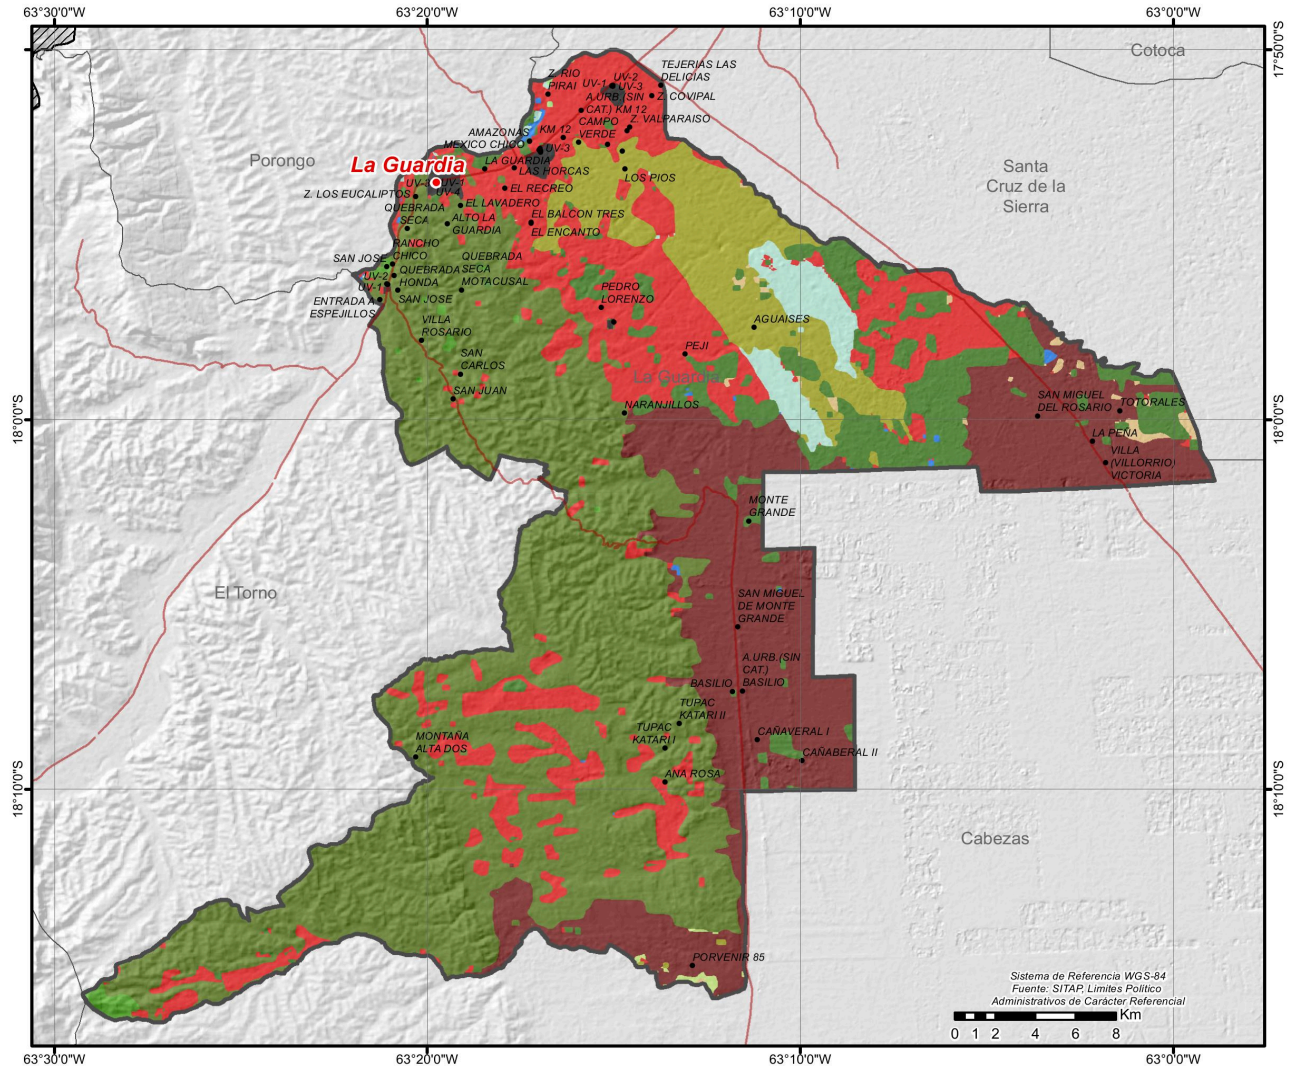 63°30'0"W
63°20'0"W
63°10'0"W
63°0'0"W
17°50'0"S
Cotoca
TEJERIAS LAS
DELICIAS
Z. RIO
PIRAI
UV-2
UV-1
UV-3
A.URB.(SIN
CAT.) KM 12
Z. COVIPAL
CAMPO
VERDE
Z. VALPARAISO
KM 12
AMAZONAS
MEXICO CHICO
UV-3
Porongo
La Guardia
LA GUARDIA
LAS HORCAS
LOS PIOS
Santa
Cruz de la
Sierra
UV-3
UV-1
UV-4
Z. LOS EUCALIPTOS
EL RECREO
EL LAVADERO
QUEBRADA
SECA
ALTO LA
GUARDIA
EL BALCON TRES
EL ENCANTO
RANCHO
CHICO
SAN JOSE
QUEBRADA
SECA
QUEBRADA
HONDA
MOTACUSAL
UV-2
UV-1
SAN JOSE
ENTRADA A
ESPEJILLOS
PEDRO
LORENZO
VILLA
ROSARIO
AGUAISES
PEJI
SAN
CARLOS
La Guardia
SAN JUAN
NARANJILLOS
SAN MIGUEL
DEL ROSARIO
TOTORALES
LA PEÑA
VILLA
(VILLORRIO)
VICTORIA
18°0'0"S
18°0'0"S
MONTE
GRANDE
El Torno
SAN MIGUEL
DE MONTE
GRANDE
A.URB.(SIN
CAT.)
BASILIO
BASILIO
TUPAC
KATARI II
TUPAC
KATARI I
MONTAÑA
ALTA DOS
CAÑAVERAL I
CAÑABERAL II
ANA ROSA
18°10'0"S
18°10'0"S
Cabezas
PORVENIR 85
Sistema de Referencia WGS-84
Fuente: SITAP, Limites Político
Administrativos de Carácter Referencial
Km
0 1 2 4 6 8
63°30'0"W
63°20'0"W
63°10'0"W
63°0'0"W